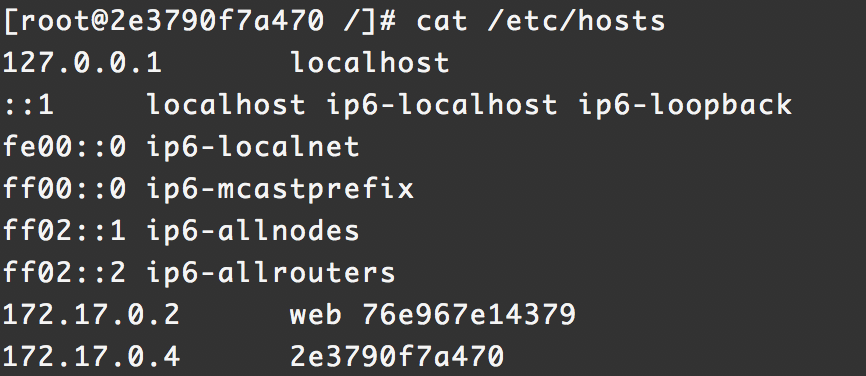 [root@2e3790f7a470 /]# cat /etc/hosts
127.0.0.1       localhost
::1     localhost ip6-localhost ip6-loopback
fe00::0 ip6-localnet
ff00::0 ip6-mcastprefix
ff02::1 ip6-allnodes
ff02::2 ip6-allrouters
172.17.0.2      web 76e967e14379
172.17.0.4      2e3790f7a470